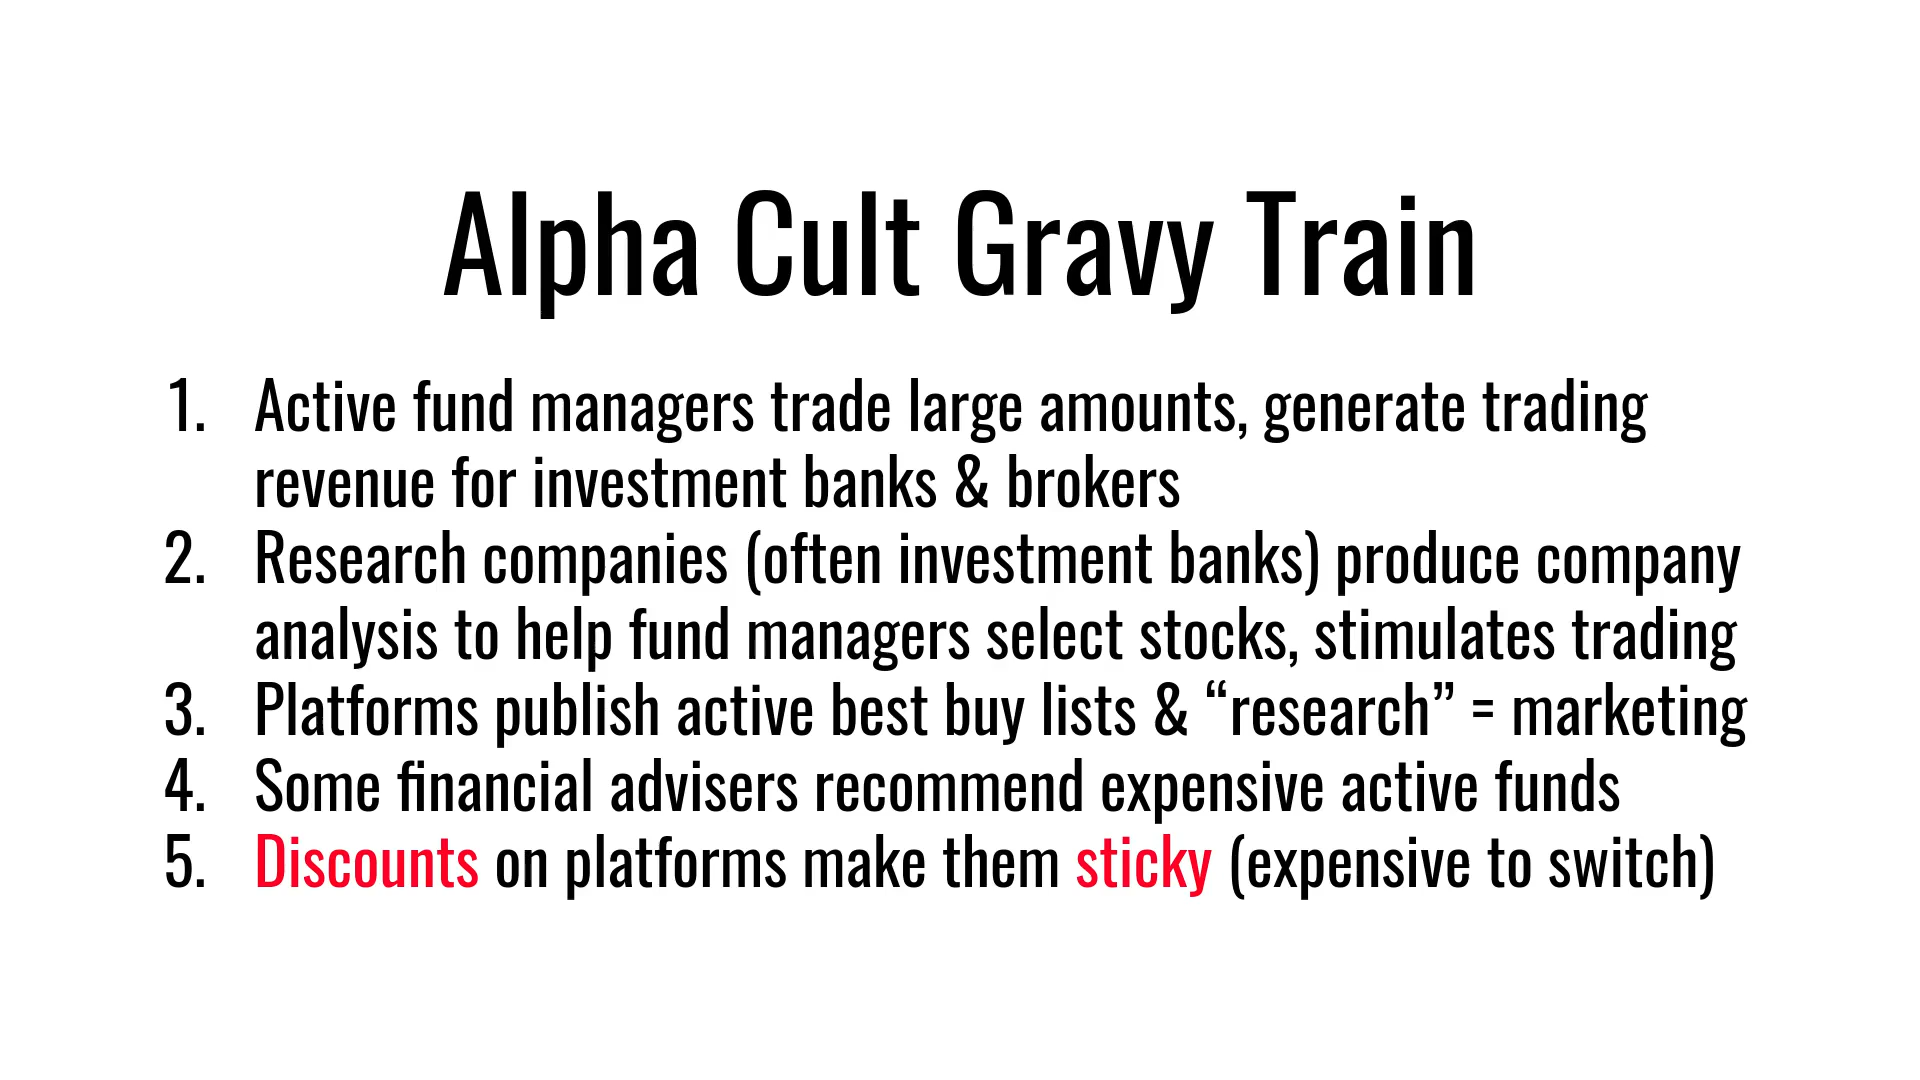 Alpha Cult Gravy Train
1. Active fund managers trade large amounts, generate trading
revenue for investment banks & brokers
2. Research companies (often investment banks) produce company
analysis to help fund managers select stocks, stimulates trading
3. Platforms publish active best buy lists & “research” = marketing
4. Some financial advisers recommend expensive active funds
5. Discounts on platforms make them sticky (expensive to switch)